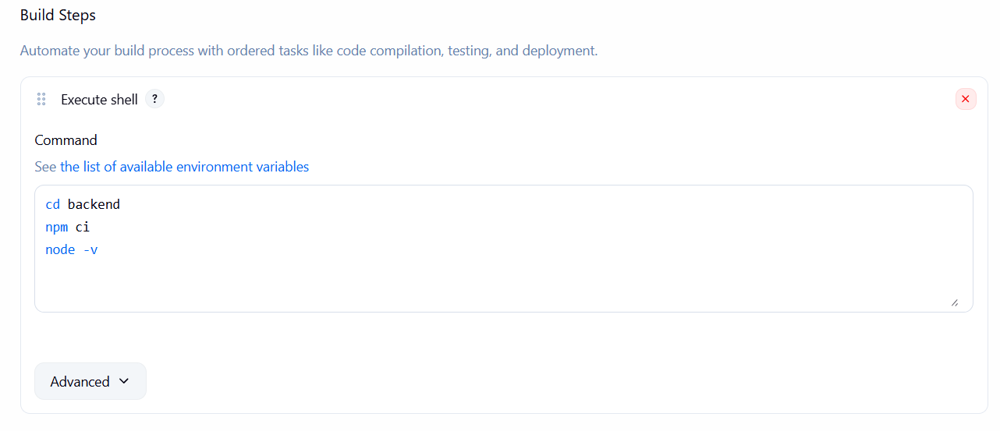 Build Steps
Automate your build process with ordered tasks like code compilation, testing, and deployment.
Execute shell ?
Command
See the list of available environment variables
cd backend
npm ci
node -v
Advanced